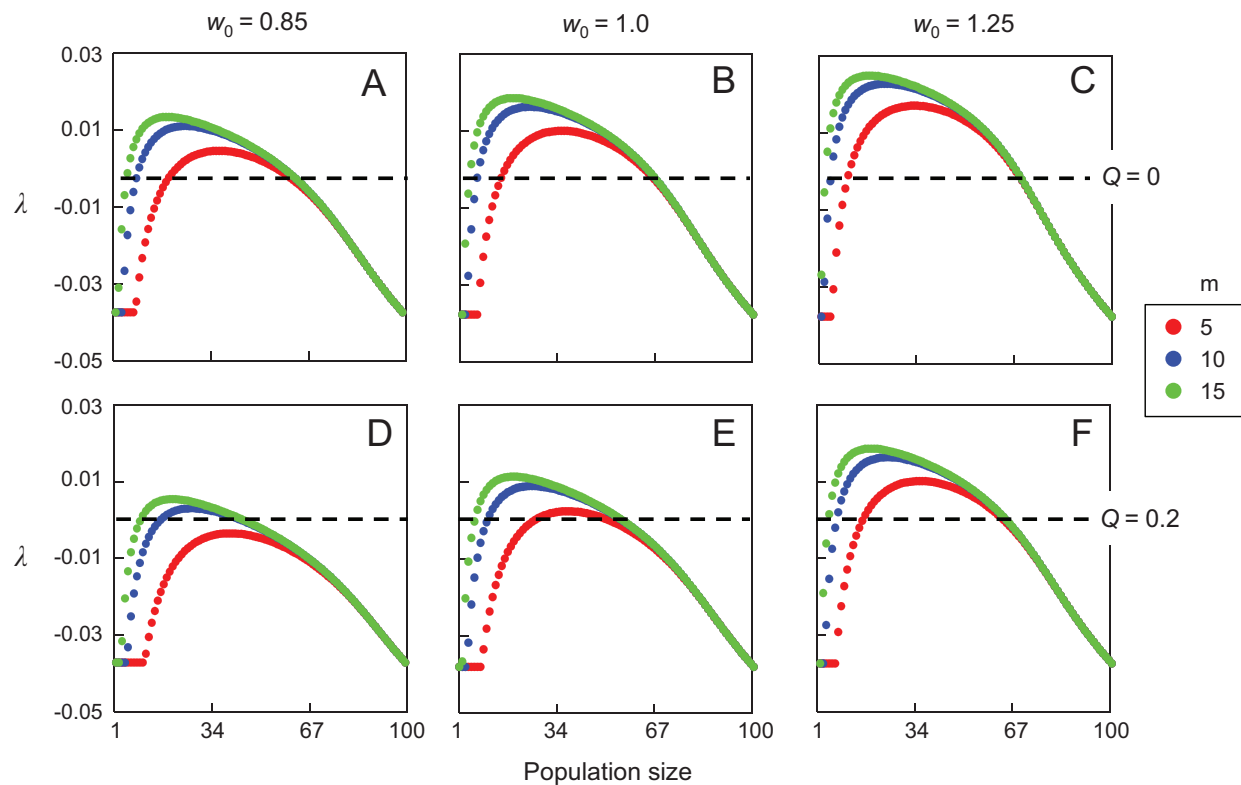 w0 = 0.85 w0 = 1.0 w0 = 1.25
0.03
A B C
0.01
Q = 0
λ
-0.01
-0.03
-0.05
m
5
10
15
0.03
D E F
0.01
Q = 0.2
λ
-0.01
-0.03
-0.05
1 34 67 100 1 34 67 100 1 34 67 100
Population size